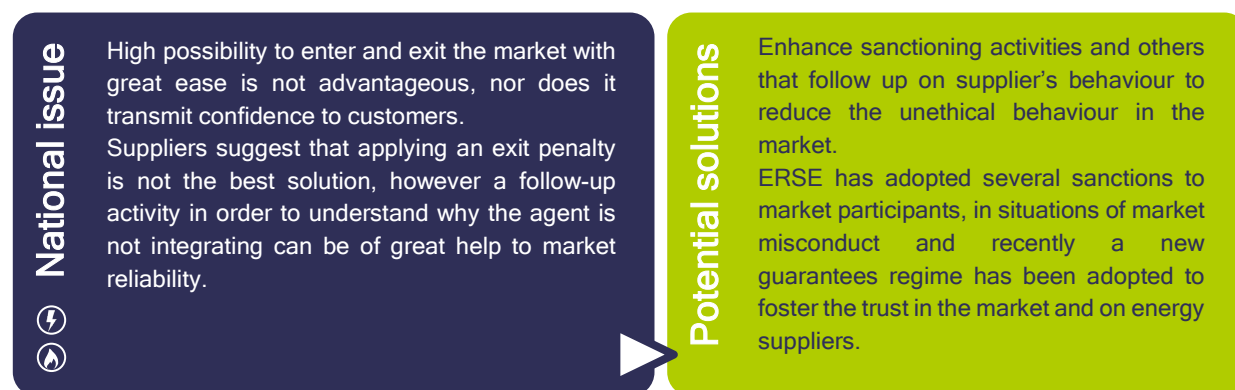 National issue
High possibility to enter and exit the market with
great ease is not advantageous, nor does it
transmit confidence to customers.
Suppliers suggest that applying an exit penalty
is not the best solution, however a follow-up
activity in order to understand why the agent is
not integrating can be of great help to market
reliability.
Potential solutions
Enhance sanctioning activities and others
that follow up on supplier’s behaviour to
reduce the unethical behaviour in the
market.
ERSE has adopted several sanctions to
market participants, in situations of market
misconduct and recently a new
guarantees regime has been adopted to
foster the trust in the market and on energy
suppliers.